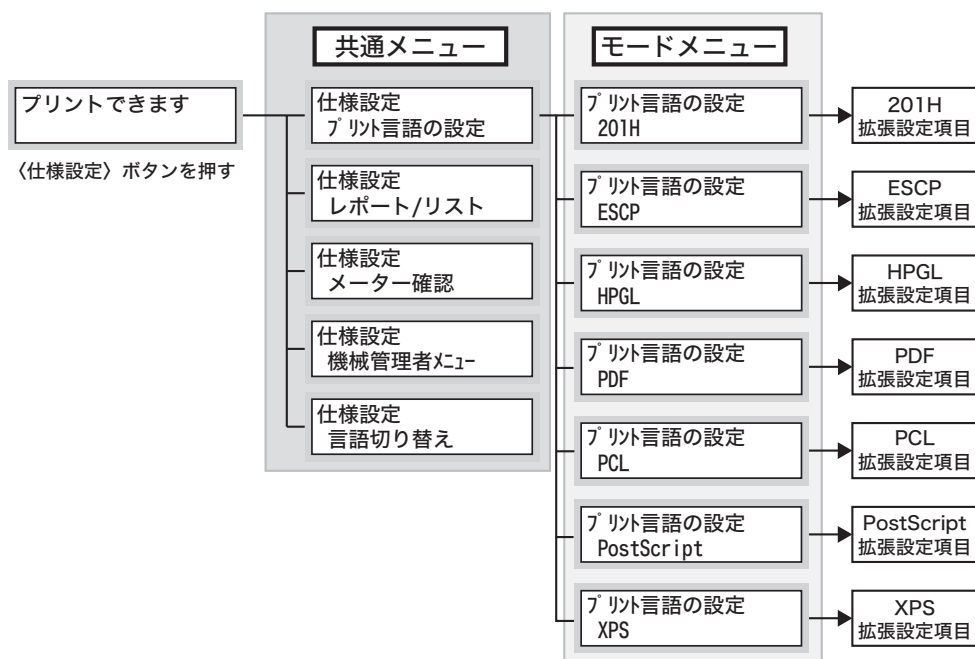 共通メニュー
モードメニュー
プリントできます
〈仕様設定〉ボタンを押す
仕様設定
ﾌﾟﾘﾝﾄ言語の設定
仕様設定
レポート/リスト
仕様設定
メーター確認
仕様設定
機械管理者ﾒﾆｭｰ
仕様設定
言語切り替え
ﾌﾟﾘﾝﾄ言語の設定
201H
ﾌﾟﾘﾝﾄ言語の設定
ESCP
ﾌﾟﾘﾝﾄ言語の設定
HPGL
ﾌﾟﾘﾝﾄ言語の設定
PDF
ﾌﾟﾘﾝﾄ言語の設定
PCL
ﾌﾟﾘﾝﾄ言語の設定
PostScript
ﾌﾟﾘﾝﾄ言語の設定
XPS
201H
拡張設定項目
ESCP
拡張設定項目
HPGL
拡張設定項目
PDF
拡張設定項目
PCL
拡張設定項目
PostScript
拡張設定項目
XPS
拡張設定項目